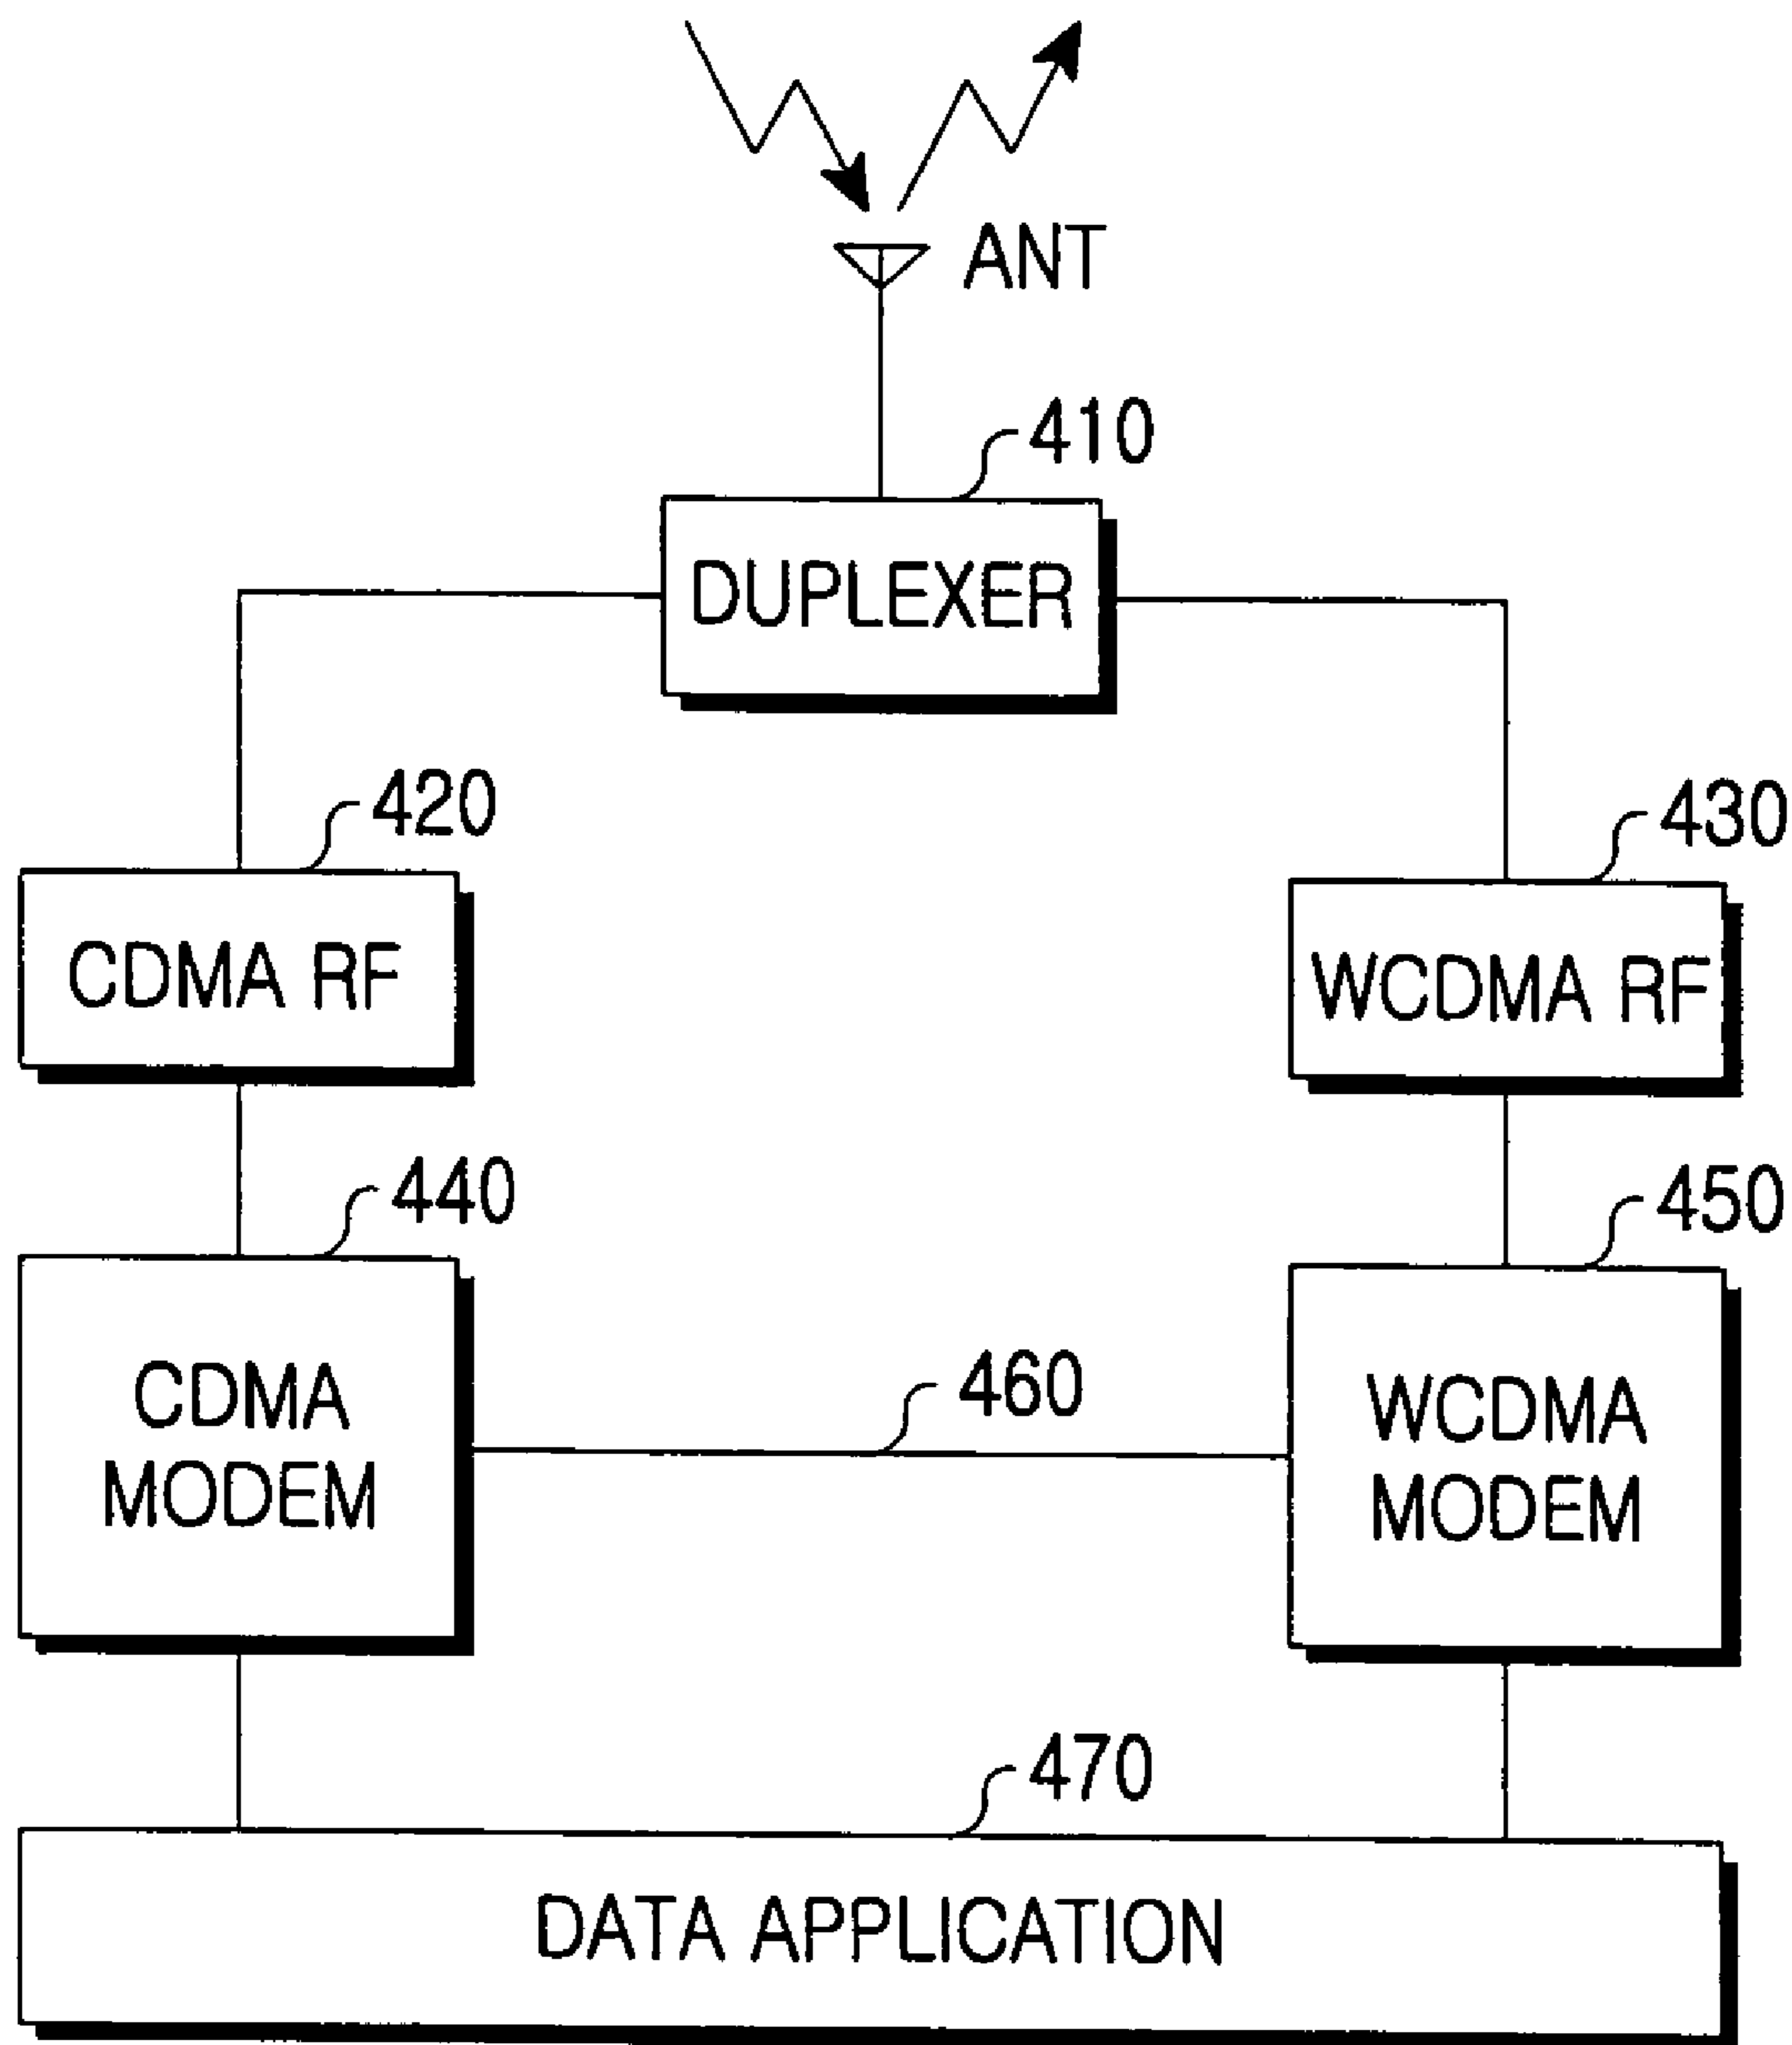 ANT
410
DUPLEXER
420
430
CDMA RF
WCDMA RF
440
450
CDMA
MODEM
460
WCDMA
MODEM
470
DATA APPLICATION